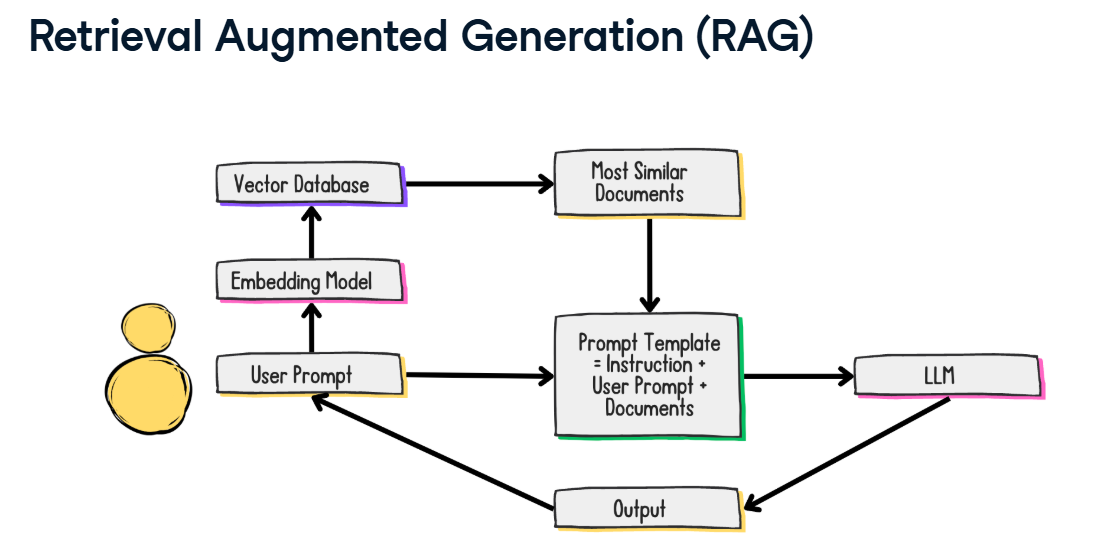 Retrieval Augmented Generation (RAG)
Vector Database
Most Similar
Documents
Embedding Model
User Prompt
Prompt Template
= Instruction +
User Prompt +
Documents
LLM
Output